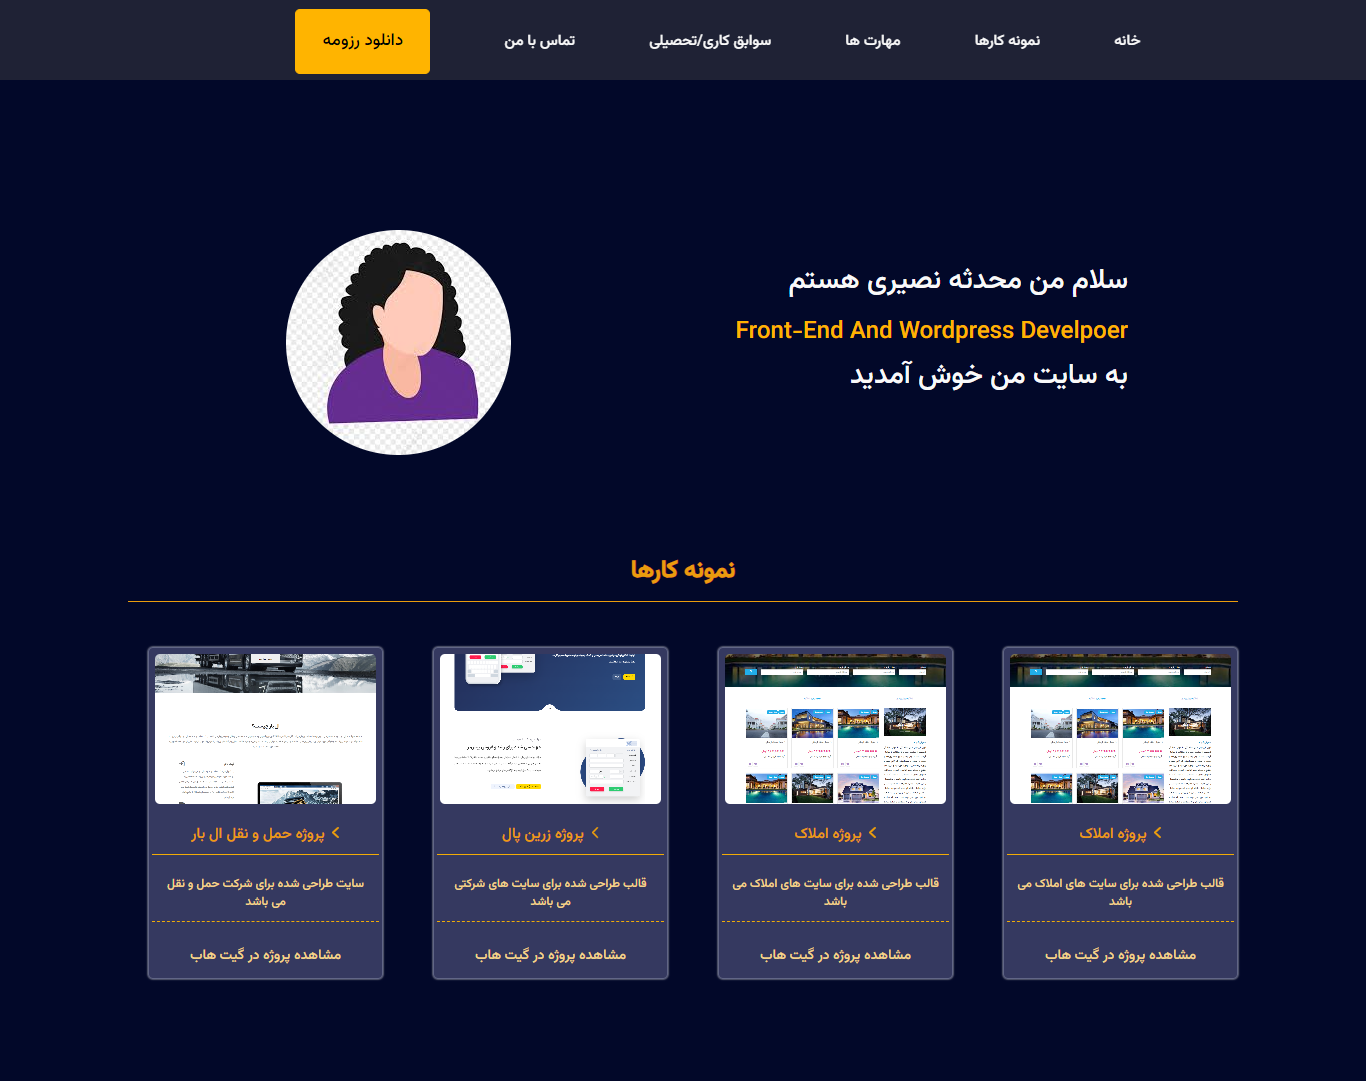 خانه
نمونه کارها
مهارت ها
سوابق کاری/تحصیلی
تماس با من
دانلود رزومه
سلام من محدثه نصیری هستم
Front-End And Wordpress Develpoer
به سایت من خوش آمدید
نمونه کارها
پروژه املاک
قالب طراحی شده برای سایت های املاک می
باشد
مشاهده پروژه در گیت هاب
پروژه املاک
قالب طراحی شده برای سایت های املاک می
باشد
مشاهده پروژه در گیت هاب
پروژه زرین پال
قالب طراحی شده برای سایت های شرکتی
می باشد
مشاهده پروژه در گیت هاب
ال بار چیست؟
پروژه حمل و نقل ال بار
سایت طراحی شده برای شرکت حمل و نقل
می باشد
مشاهده پروژه در گیت هاب